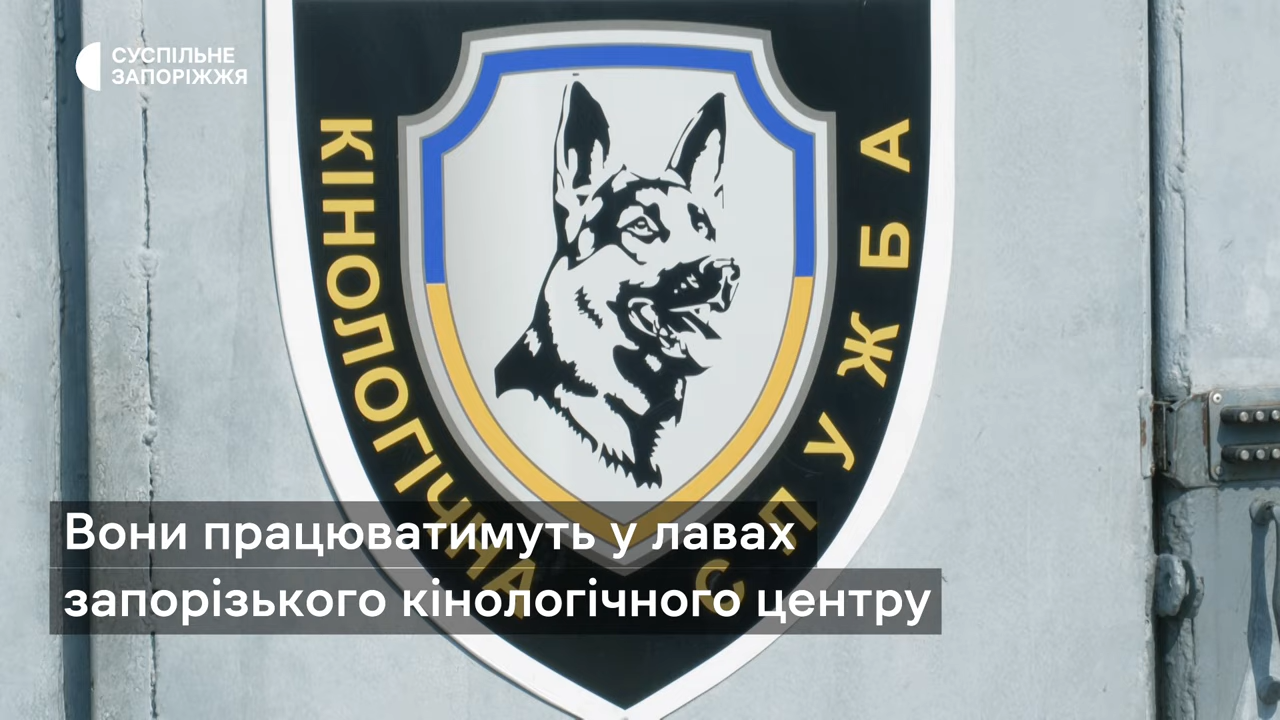 СУСПІЛЬНЕ
ЗАПОРІЖЖЯ
КІНОЛОГІЧНА СЛУЖБА
Вони працюватимуть у лавах
запорізького кінологічного центру